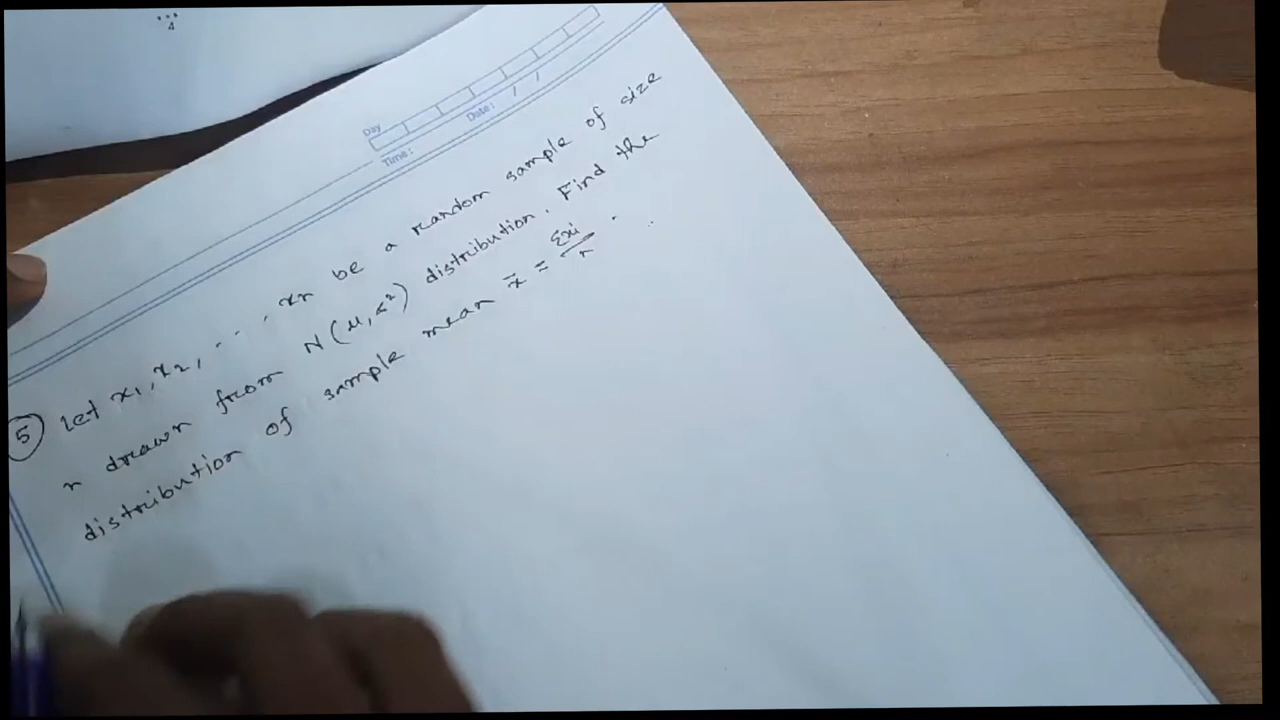 ...
4
Day
Time: Date: / /
5 Let x₁, x₂, . . . . xₙ be a random sample of size
n drawn from N(μ, σ²) distribution. Find the
distribution of sample mean x̄ = Σxᵢ/n .